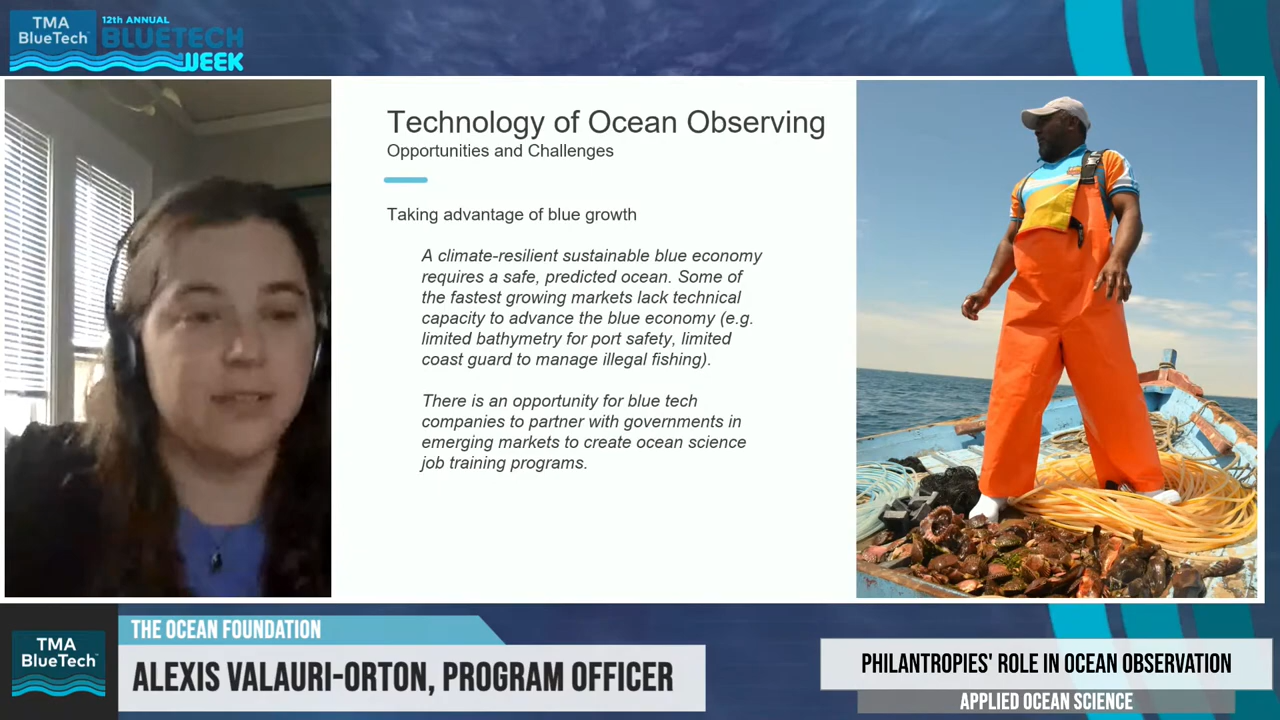 TMA
BlueTech
12th ANNUAL
BLUETECH
WEEK
Technology of Ocean Observing
Opportunities and Challenges
Taking advantage of blue growth
A climate-resilient sustainable blue economy
requires a safe, predicted ocean. Some of
the fastest growing markets lack technical
capacity to advance the blue economy (e.g.
limited bathymetry for port safety, limited
coast guard to manage illegal fishing).
There is an opportunity for blue tech
companies to partner with governments in
emerging markets to create ocean science
job training programs.
TMA
BlueTech
THE OCEAN FOUNDATION
ALEXIS VALAURI-ORTON, PROGRAM OFFICER
PHILANTROPIES' ROLE IN OCEAN OBSERVATION
APPLIED OCEAN SCIENCE